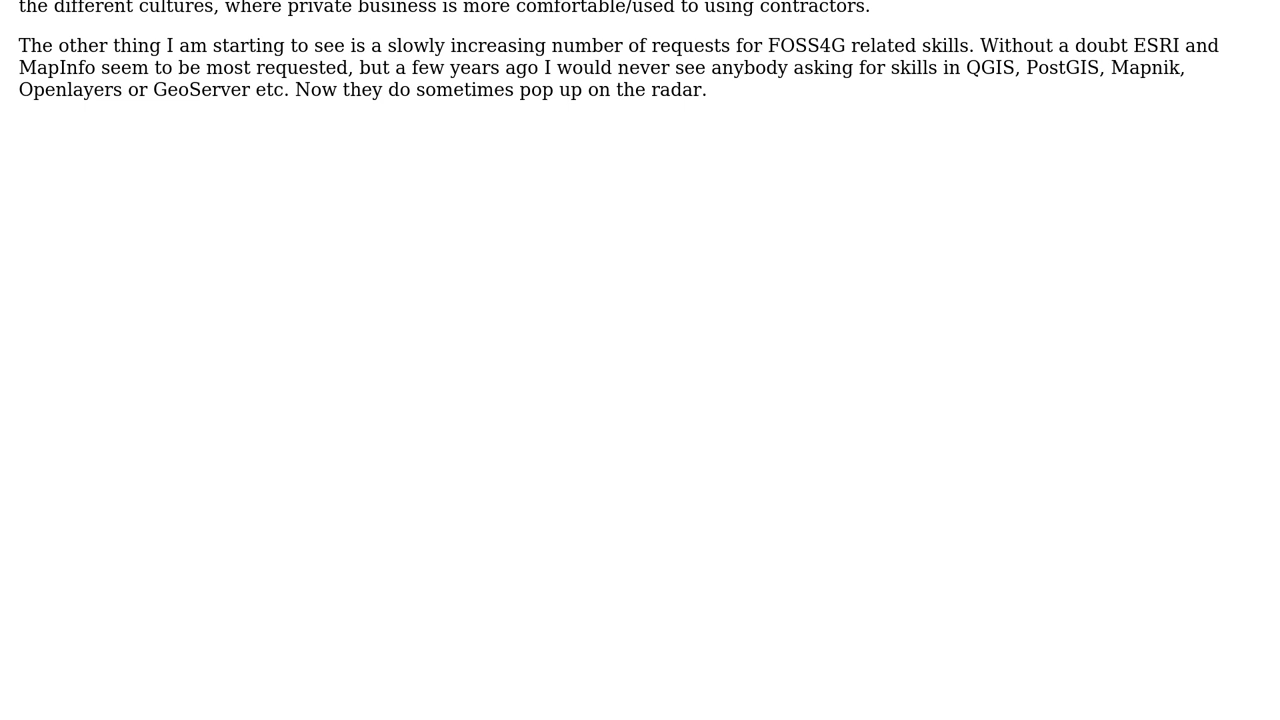 the different cultures, where private business is more comfortable/used to using contractors.
The other thing I am starting to see is a slowly increasing number of requests for FOSS4G related skills. Without a doubt ESRI and
MapInfo seem to be most requested, but a few years ago I would never see anybody asking for skills in QGIS, PostGIS, Mapnik,
Openlayers or GeoServer etc. Now they do sometimes pop up on the radar.